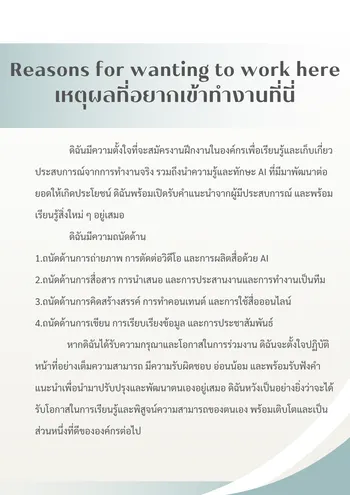 Reasons for wanting to work here
เหตุผลที่อยากเข้าทำงานที่นี่
ดิฉันมีความตั้งใจที่จะสมัครงานฝึกงานในองค์กรเพื่อเรียนรู้และเก็บเกี่ยว
ประสบการณ์จากการทำงานจริง รวมถึงนำความรู้และทักษะ AI ที่มีมาพัฒนาต่อ
ยอดให้เกิดประโยชน์ ดิฉันพร้อมเปิดรับคำแนะนำจากผู้มีประสบการณ์ และพร้อม
เรียนรู้สิ่งใหม่ ๆ อยู่เสมอ
ดิฉันมีความถนัดด้าน
1.ถนัดด้านการถ่ายภาพ การตัดต่อวิดีโอ และการผลิตสื่อด้วย AI
2.ถนัดด้านการสื่อสาร การนำเสนอ และการประสานงานและการทำงานเป็นทีม
3.ถนัดด้านการคิดสร้างสรรค์ การทำคอนเทนต์ และการใช้สื่อออนไลน์
4.ถนัดด้านการเขียน การเรียบเรียงข้อมูล และการประชาสัมพันธ์
หากดิฉันได้รับความกรุณาและโอกาสในการร่วมงาน ดิฉันจะตั้งใจปฏิบัติ
หน้าที่อย่างเต็มความสามารถ มีความรับผิดชอบ อ่อนน้อม และพร้อมรับฟังคำ
แนะนำเพื่อนำมาปรับปรุงและพัฒนาตนเองอยู่เสมอ ดิฉันหวังเป็นอย่างยิ่งว่าจะได้
รับโอกาสในการเรียนรู้และพิสูจน์ความสามารถของตนเอง พร้อมเติบโตและเป็น
ส่วนหนึ่งที่ดีขององค์กรต่อไป